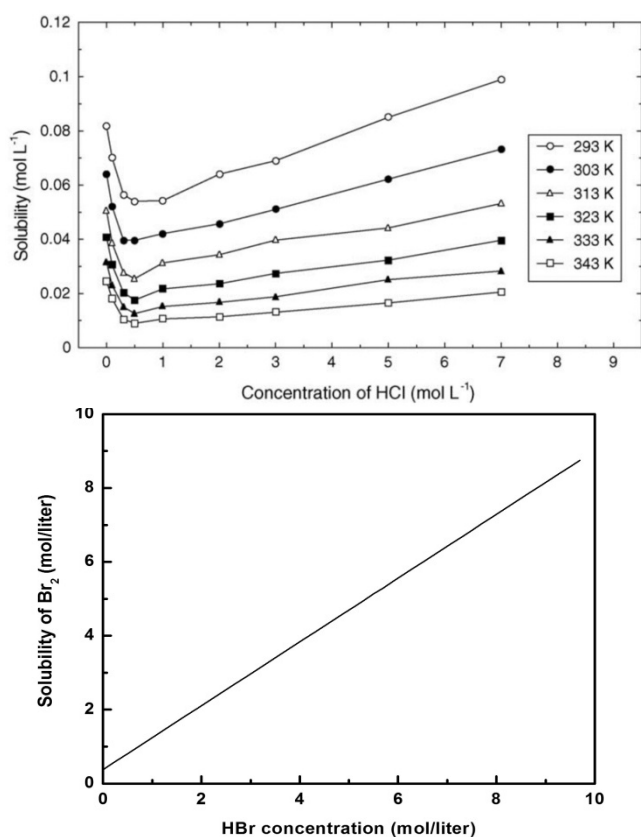 0.12
0.1
0.08
0.06
0.04
0.02
0
Solubility (mol L⁻¹)
293 K
303 K
313 K
323 K
333 K
343 K
0 1 2 3 4 5 6 7 8 9
Concentration of HCl (mol L⁻¹)
10
8
6
4
2
0
Solubility of Br₂ (mol/liter)
0 2 4 6 8 10
HBr concentration (mol/liter)